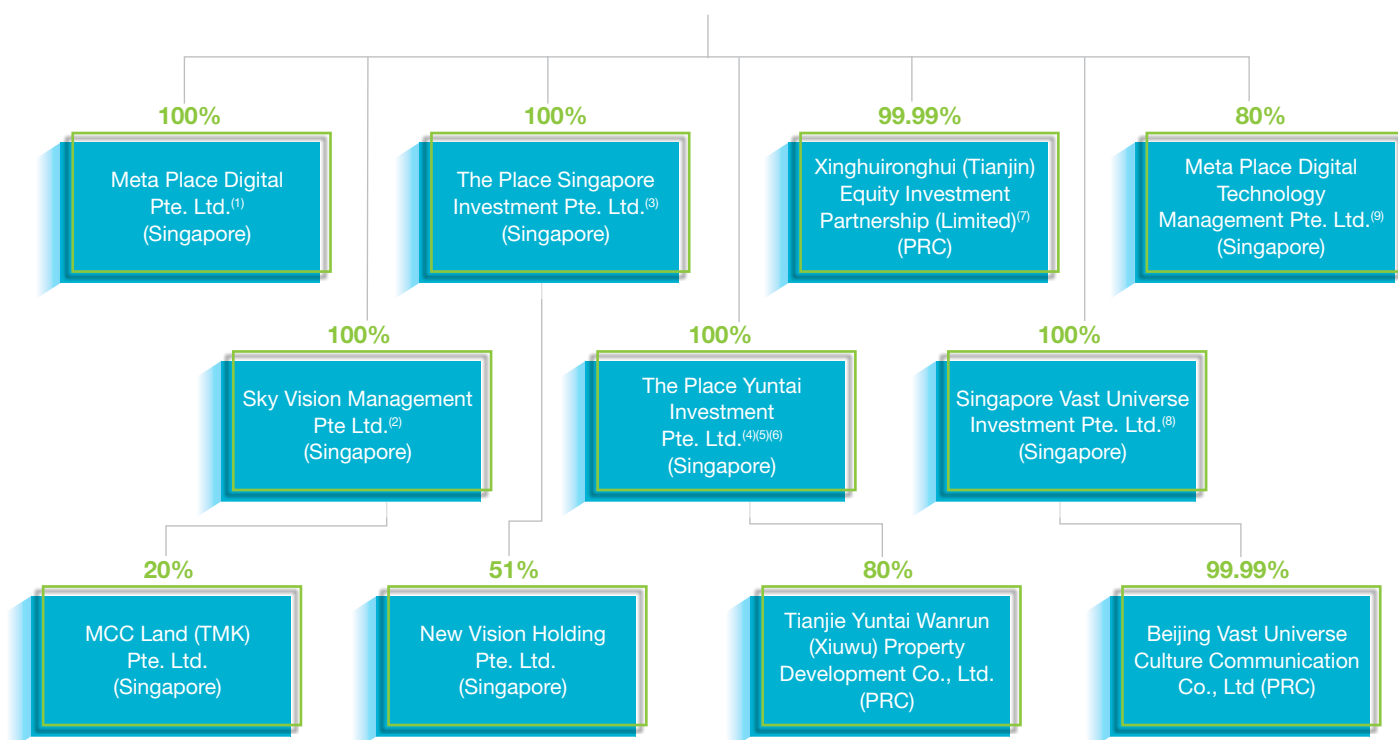 100%
Meta Place Digital
Pte. Ltd.(1)
(Singapore)
100%
The Place Singapore
Investment Pte. Ltd.(3)
(Singapore)
99.99%
Xinghuironghui (Tianjin)
Equity Investment
Partnership (Limited)(7)
(PRC)
80%
Meta Place Digital
Technology
Management Pte. Ltd.(9)
(Singapore)
100%
Sky Vision Management
Pte Ltd.(2)
(Singapore)
100%
The Place Yuntai
Investment
Pte. Ltd.(4)(5)(6)
(Singapore)
100%
Singapore Vast Universe
Investment Pte. Ltd.(8)
(Singapore)
20%
MCC Land (TMK)
Pte. Ltd.
(Singapore)
51%
New Vision Holding
Pte. Ltd.
(Singapore)
80%
Tianjie Yuntai Wanrun
(Xiuwu) Property
Development Co., Ltd.
(PRC)
99.99%
Beijing Vast Universe
Culture Communication
Co., Ltd (PRC)